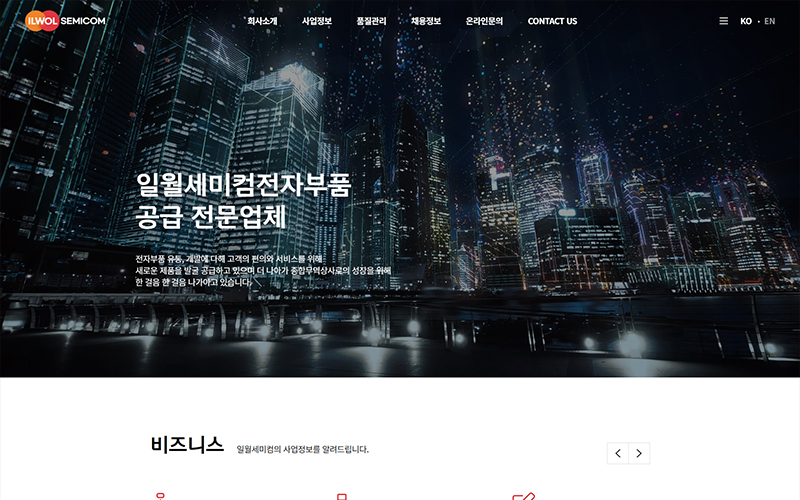 ILWOL SEMICOM
회사소개 사업정보 품질관리 채용정보 온라인문의 CONTACT US
KO · EN
일월세미컴전자부품
공급 전문업체
전자부품 유통, 개발에 다해 고객의 편의와 서비스를 위해
새로운 제품을 발굴 공급하고 있으며 더 나아가 종합무역상사로의 성장을 위해
한 걸음 한 걸음 나가아고 있습니다.
비즈니스 일월세미컴의 사업정보를 알려드립니다.